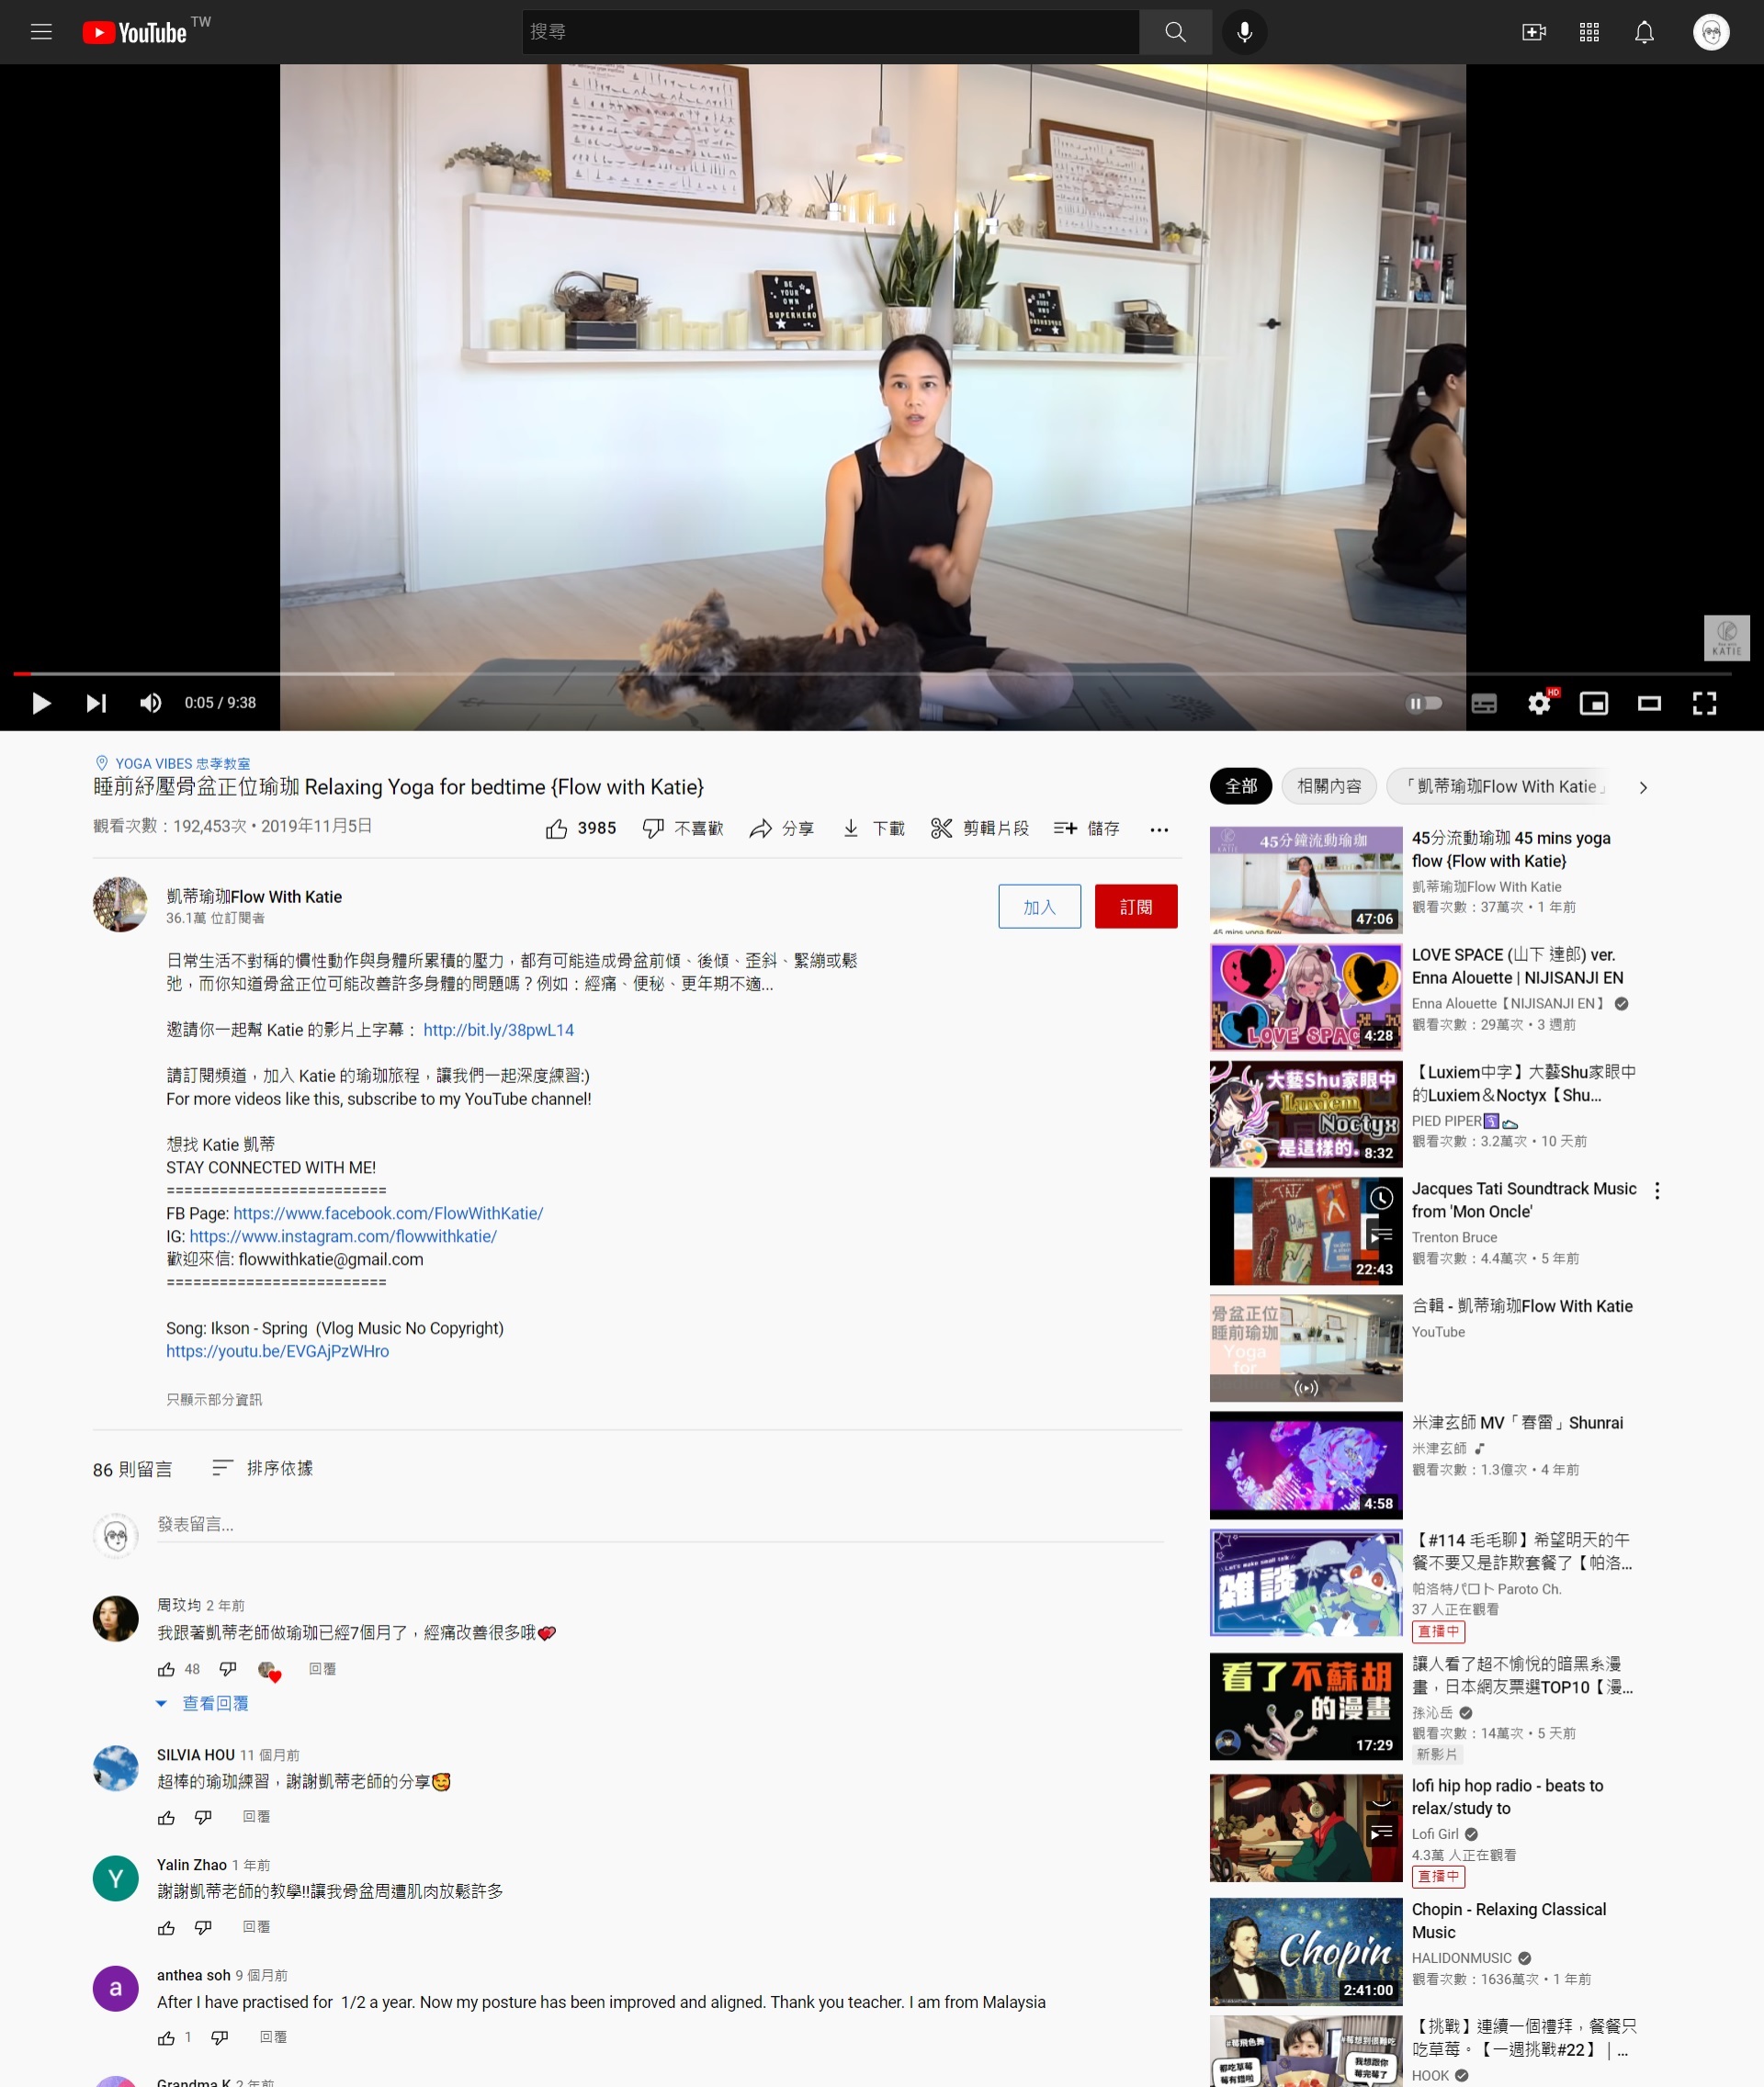 YouTube TW
搜尋
BE
YOUR
OWN
SUPERHERO
KATIE
0:05 / 9:38
HD
YOGA VIBES 忠孝教室
睡前紓壓骨盆正位瑜珈 Relaxing Yoga for bedtime {Flow with Katie}
觀看次數：192,453次 • 2019年11月5日
3985 不喜歡 分享 下載 剪輯片段 儲存
凱蒂瑜珈Flow With Katie
36.1萬 位訂閱者
加入 訂閱
日常生活不對稱的慣性動作與身體所累積的壓力，都有可能造成骨盆前傾、後傾、歪斜、緊繃或鬆
弛，而你知道骨盆正位可能改善許多身體的問題嗎？例如：經痛、便秘、更年期不適...
邀請你一起幫 Katie 的影片上字幕： http://bit.ly/38pwL14
請訂閱頻道，加入 Katie 的瑜珈旅程，讓我們一起深度練習:)
For more videos like this, subscribe to my YouTube channel!
想找 Katie 凱蒂
STAY CONNECTED WITH ME!
=========================
FB Page: https://www.facebook.com/FlowWithKatie/
IG: https://www.instagram.com/flowwithkatie/
歡迎來信: flowwithkatie@gmail.com
=========================
Song: Ikson - Spring (Vlog Music No Copyright)
https://youtu.be/EVGAjPzWHro
只顯示部分資訊
86 則留言 排序依據
發表留言...
周玟均 2 年前
我跟著凱蒂老師做瑜珈已經7個月了，經痛改善很多哦💕
48 回覆
查看回覆
SILVIA HOU 11 個月前
超棒的瑜珈練習，謝謝凱蒂老師的分享🥰
回覆
Y
Yalin Zhao 1 年前
謝謝凱蒂老師的教學!!讓我骨盆周遭肌肉放鬆許多
回覆
a
anthea soh 9 個月前
After I have practised for 1/2 a year. Now my posture has been improved and aligned. Thank you teacher. I am from Malaysia
1 回覆
Grandma K 2 年前
全部 相關內容 「凱蒂瑜珈Flow With Katie」
45分鐘流動瑜珈
45 mins yoga flow
47:06
45分流動瑜珈 45 mins yoga
flow {Flow with Katie}
凱蒂瑜珈Flow With Katie
觀看次數：37萬次 • 1 年前
LOVE SPAC
4:28
LOVE SPACE (山下 達郎) ver.
Enna Alouette | NIJISANJI EN
Enna Alouette【NIJISANJI EN】
觀看次數：29萬次 • 3 週前
大藝Shu家眼中
Luxiem
Noctyx
是這樣的.
8:32
【Luxiem中字】大藝Shu家眼中
的Luxiem＆Noctyx【Shu...
PIED PIPER🛐👟
觀看次數：3.2萬次 • 10 天前
TATI
22:43
Jacques Tati Soundtrack Music
from 'Mon Oncle'
Trenton Bruce
觀看次數：4.4萬次 • 5 年前
骨盆正位
睡前瑜珈
Yoga
for
合輯 - 凱蒂瑜珈Flow With Katie
YouTube
4:58
米津玄師 MV「春雷」Shunrai
米津玄師
觀看次數：1.3億次 • 4 年前
Let's make small talk
雑談
【#114 毛毛聊】希望明天的午
餐不要又是詐欺套餐了【帕洛...
帕洛特パロト Paroto Ch.
37 人正在觀看
直播中
看了不蘇胡
的漫畫
17:29
讓人看了超不愉悅的暗黑系漫
畫，日本網友票選TOP10【漫...
孫沁岳
觀看次數：14萬次 • 5 天前
新影片
lofi hip hop radio - beats to
relax/study to
Lofi Girl
4.3萬 人正在觀看
直播中
Chopin
2:41:00
Chopin - Relaxing Classical
Music
HALIDONMUSIC
觀看次數：1636萬次 • 1 年前
都吃草莓
莓有錯啦
我想跟你
莓完莓了
【挑戰】連續一個禮拜，餐餐只
吃草莓。【一週挑戰#22】｜...
HOOK